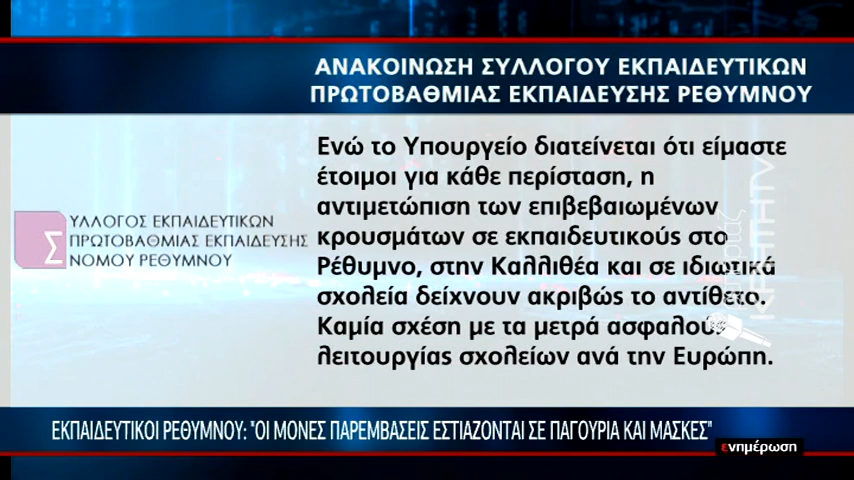 ΑΝΑΚΟΙΝΩΣΗ ΣΥΛΛΟΓΟΥ ΕΚΠΑΙΔΕΥΤΙΚΩΝ
ΠΡΩΤΟΒΑΘΜΙΑΣ ΕΚΠΑΙΔΕΥΣΗΣ ΡΕΘΥΜΝΟΥ
ΣΥΛΛΟΓΟΣ ΕΚΠΑΙΔΕΥΤΙΚΩΝ
ΠΡΩΤΟΒΑΘΜΙΑΣ ΕΚΠΑΙΔΕΥΣΗΣ
ΝΟΜΟΥ ΡΕΘΥΜΝΟΥ
Ενώ το Υπουργείο διατείνεται ότι είμαστε
έτοιμοι για κάθε περίσταση, η
αντιμετώπιση των επιβεβαιωμένων
κρουσμάτων σε εκπαιδευτικούς στο
Ρέθυμνο, στην Καλλιθέα και σε ιδιωτικά
σχολεία δείχνουν ακριβώς το αντίθετο.
Καμία σχέση με τα μετρά ασφαλούς
λειτουργίας σχολείων ανά την Ευρώπη.
ΚΡΗΤΗ TV
ΕΚΠΑΙΔΕΥΤΙΚΟΙ ΡΕΘΥΜΝΟΥ: "ΟΙ ΜΟΝΕΣ ΠΑΡΕΜΒΑΣΕΙΣ ΕΣΤΙΑΖΟΝΤΑΙ ΣΕ ΠΑΓΟΥΡΙΑ ΚΑΙ ΜΑΣΚΕΣ"
ενημέρωση